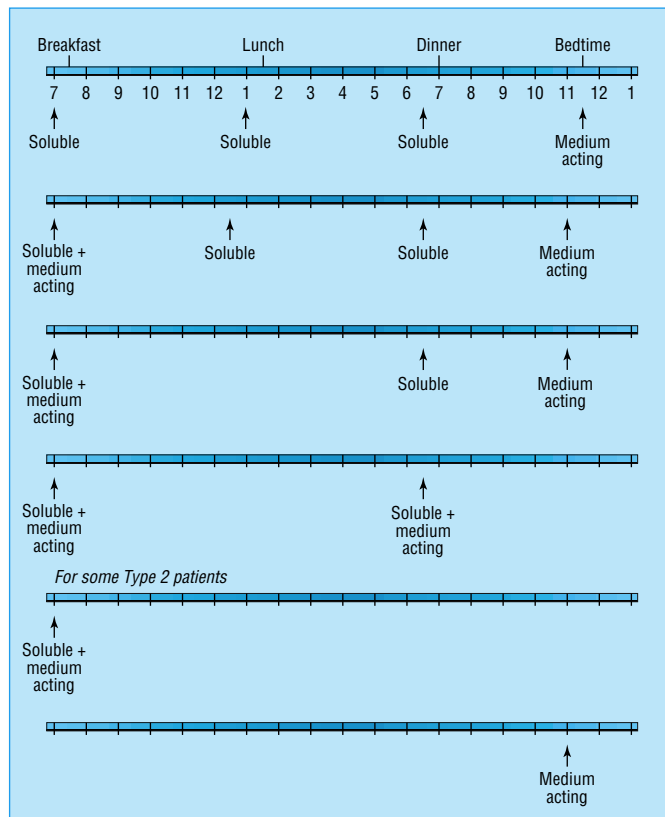 Breakfast Lunch Dinner Bedtime
7 8 9 10 11 12 1 2 3 4 5 6 7 8 9 10 11 12 1
Soluble Soluble Soluble Medium
acting
Soluble + Soluble Soluble Medium
medium acting
acting
Soluble + Soluble Medium
medium acting
acting
Soluble + Soluble +
medium medium
acting acting
For some Type 2 patients
Soluble +
medium
acting
Medium
acting